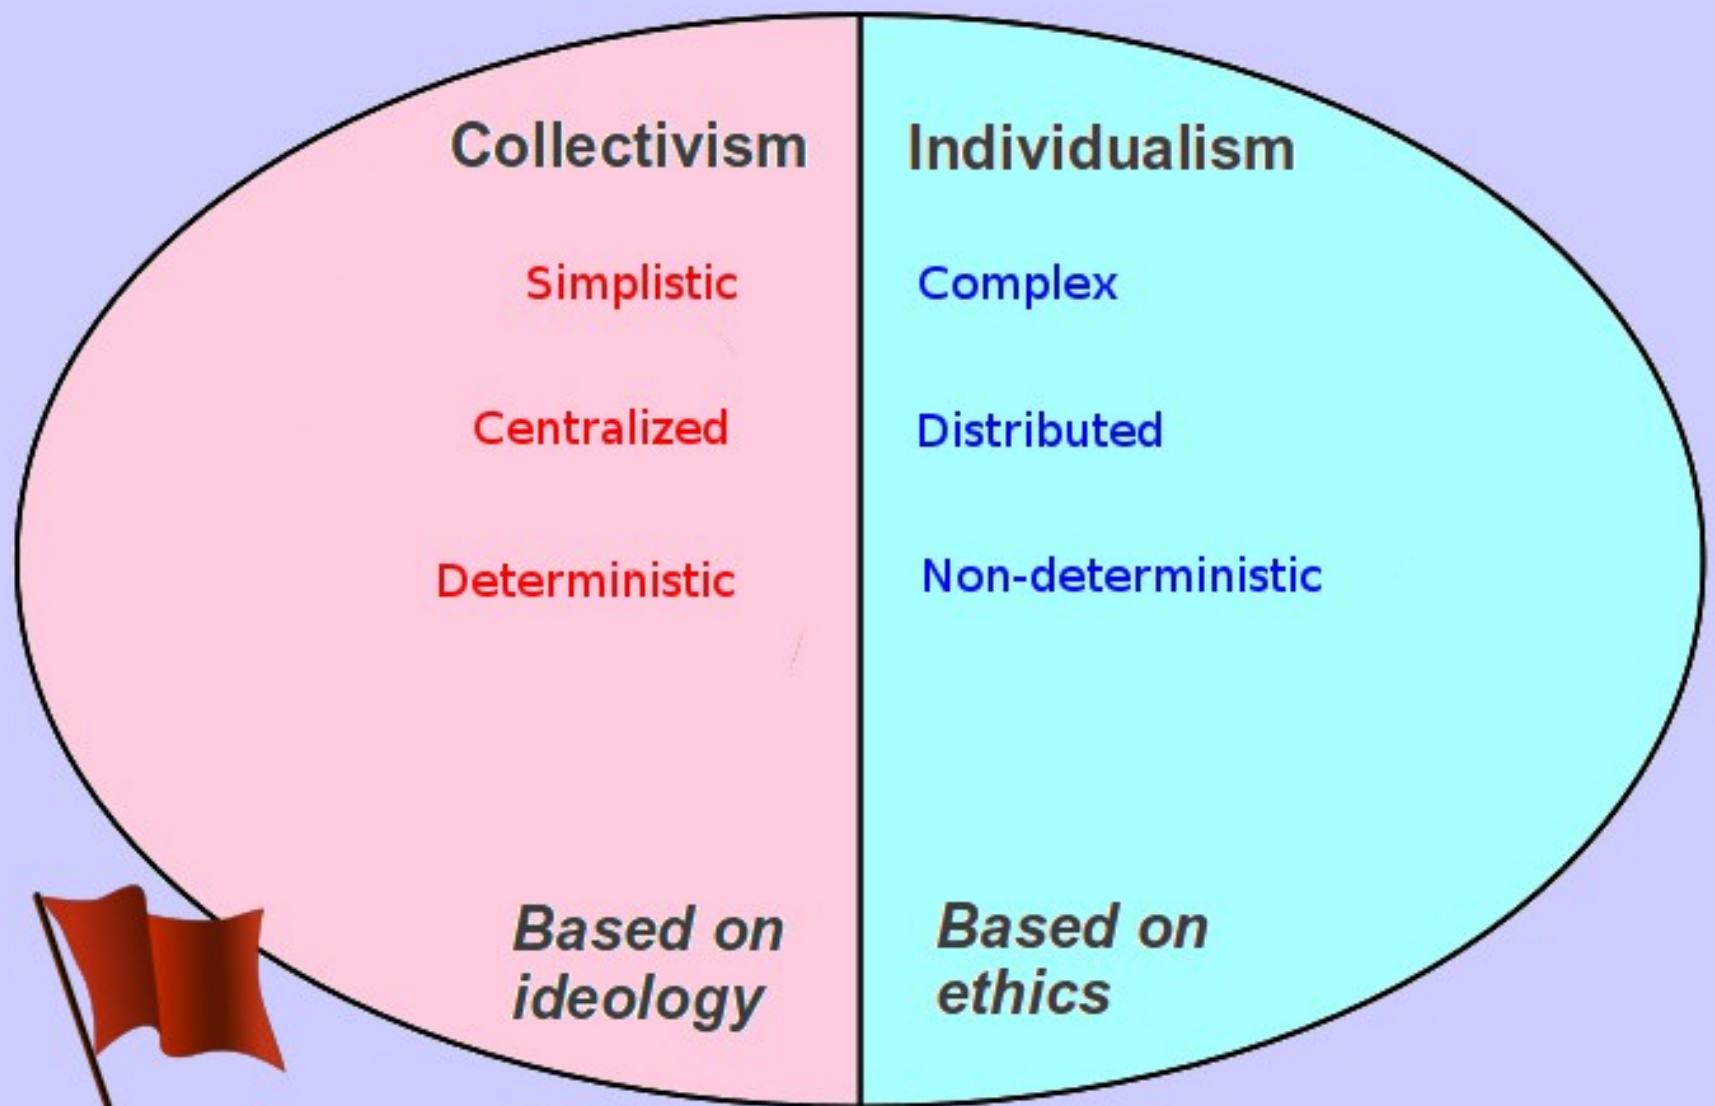 Collectivism
Simplistic
Centralized
Deterministic
Based on
ideology
Individualism
Complex
Distributed
Non-deterministic
Based on
ethics